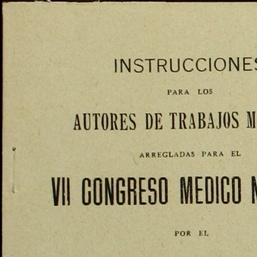 INSTRUCCIONES
PARA LOS
AUTORES DE TRABAJOS M
ARREGLADAS PARA EL
VII CONGRESO MEDICO N
POR EL